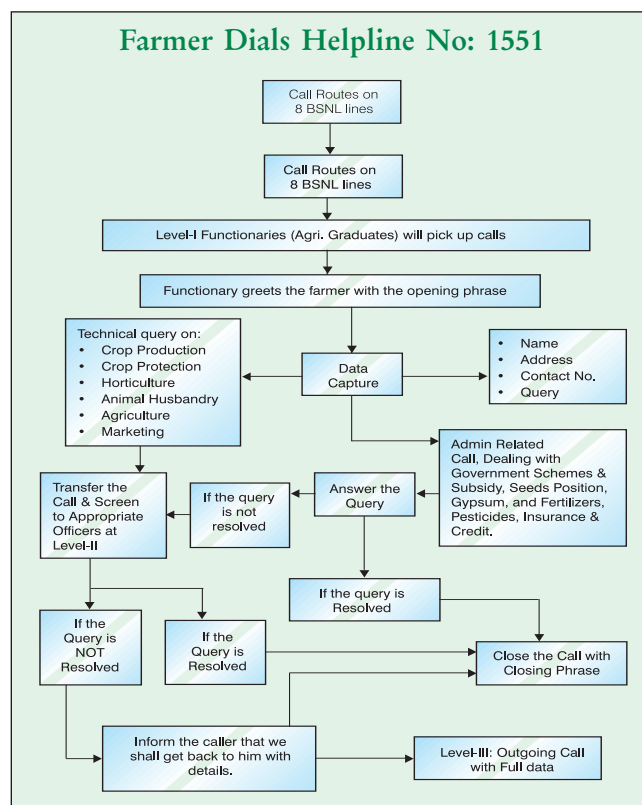 Farmer Dials Helpline No: 1551
Call Routes on
8 BSNL lines
Call Routes on
8 BSNL lines
Level-I Functionaries (Agri. Graduates) will pick up calls
Functionary greets the farmer with the opening phrase
Technical query on:
• Crop Production
• Crop Protection
• Horticulture
• Animal Husbandry
• Agriculture
• Marketing
Data
Capture
• Name
• Address
• Contact No.
• Query
Admin Related
Call, Dealing with
Government Schemes &
Subsidy, Seeds Position,
Gypsum, and Fertilizers,
Pesticides, Insurance &
Credit.
Answer the
Query
If the query
is not
resolved
Transfer the
Call & Screen
to Appropriate
Officers at
Level-II
If the query is
Resolved
If the
Query is
NOT
Resolved
If the
Query is
Resolved
Close the Call with
Closing Phrase
Inform the caller that we
shall get back to him with
details.
Level-III: Outgoing Call
with Full data